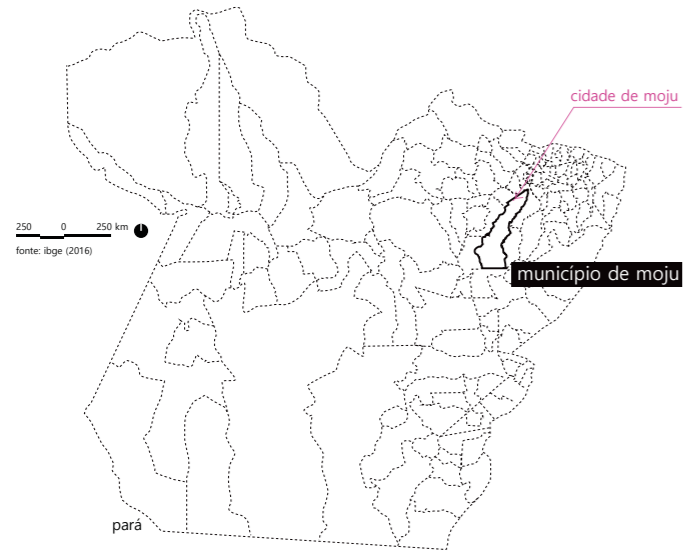 cidade de moju
250 0 250 km
fonte: ibge (2016)
município de moju
pará